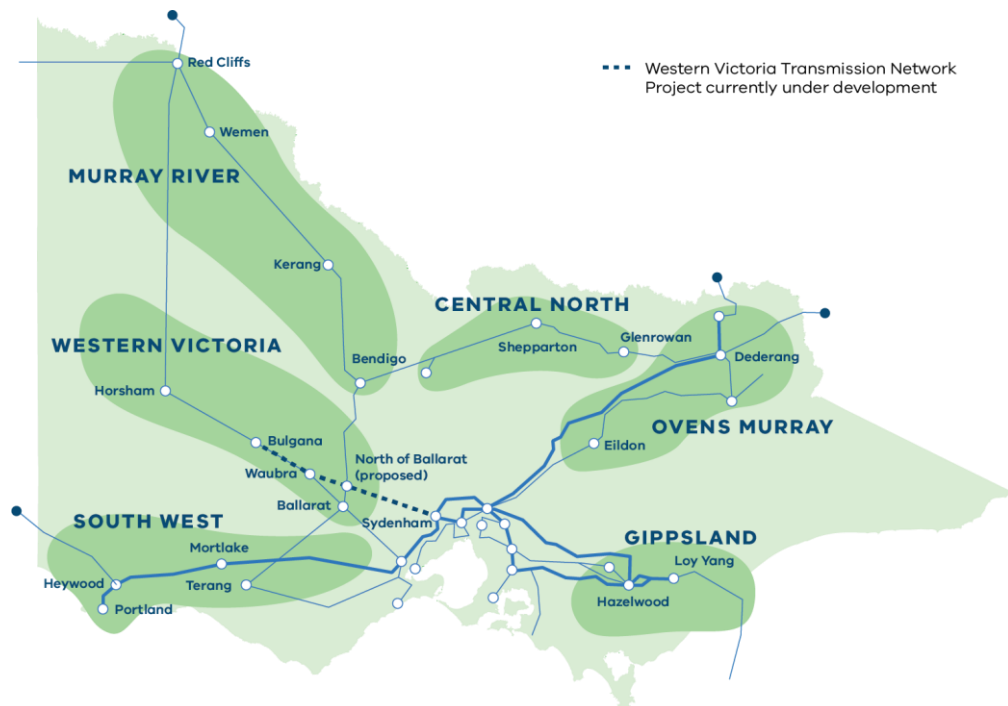 Red Cliffs
Western Victoria Transmission Network
Project currently under development
Wemen
MURRAY RIVER
Kerang
CENTRAL NORTH
Shepparton
Glenrowan
WESTERN VICTORIA
Bendigo
Dederang
Horsham
OVENS MURRAY
Bulgana
Eildon
Waubra
North of Ballarat
(proposed)
Ballarat
Sydenham
SOUTH WEST
GIPPSLAND
Mortlake
Loy Yang
Heywood
Terang
Hazelwood
Portland